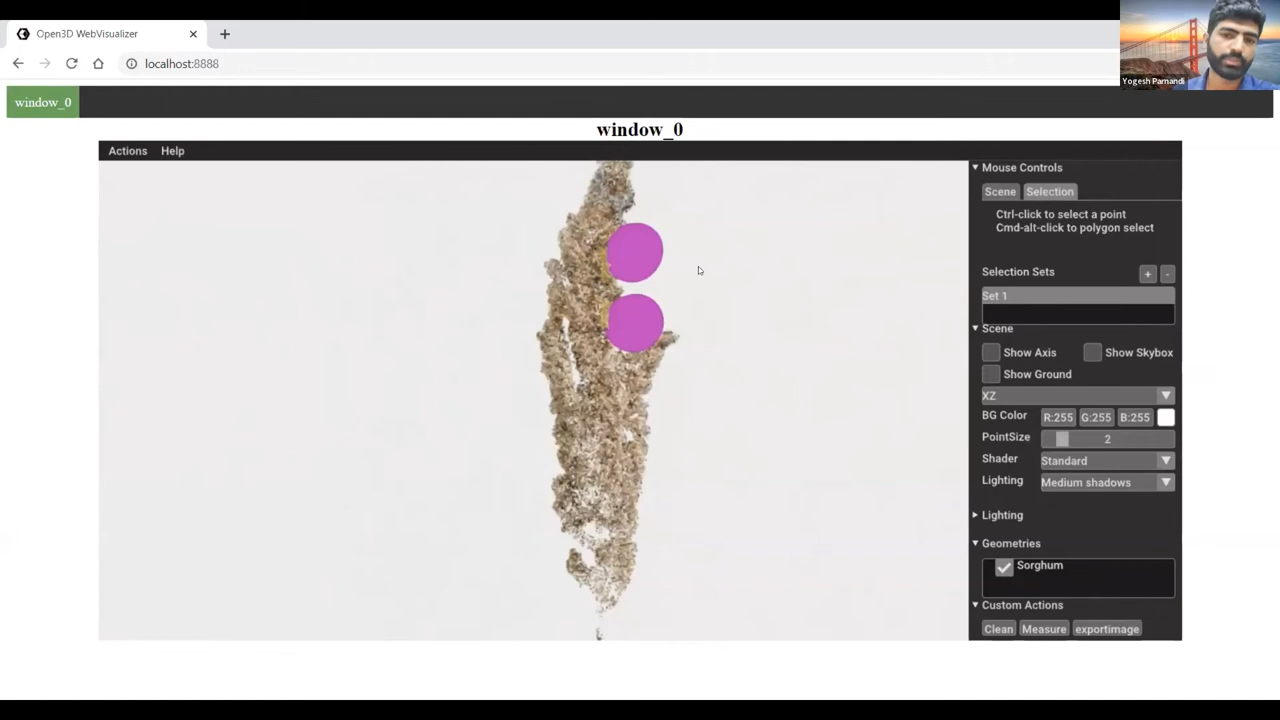 Open3D WebVisualizer
localhost:8888
Yogesh Parnandi
window_0
window_0
Actions Help
Mouse Controls
Scene Selection
Ctrl-click to select a point
Cmd-alt-click to polygon select
Selection Sets + -
Set 1
Scene
Show Axis Show Skybox
Show Ground
XZ
BG Color R:255 G:255 B:255
PointSize 2
Shader Standard
Lighting Medium shadows
Lighting
Geometries
Sorghum
Custom Actions
Clean Measure exportimage